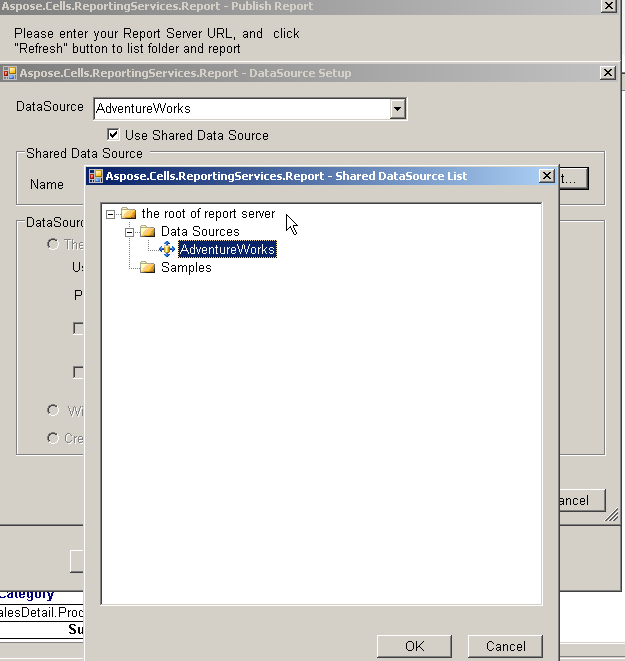 Aspose.Cells.ReportingServices.Report - Publish Report
Please enter your Report Server URL, and click
"Refresh" button to list folder and report
Aspose.Cells.ReportingServices.Report - DataSource Setup
DataSource AdventureWorks
Use Shared Data Source
Shared Data Source
Name
t...
Aspose.Cells.ReportingServices.Report - Shared DataSource List
the root of report server
Data Sources
AdventureWorks
Samples
DataSourc
The
Us
P
Wi
Cre
ancel
Category
alesDetail.Prod
Su
OK Cancel